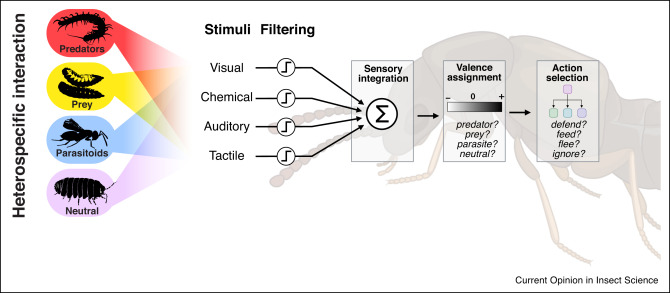 Heterospecific interaction
Predators
Prey
Parasitoids
Neutral
Stimuli Filtering
Visual
Chemical
Auditory
Tactile
Sensory
integration
Σ
Valence
assignment
− 0 +
predator?
prey?
parasite?
neutral?
Action
selection
defend?
feed?
flee?
ignore?
Current Opinion in Insect Science